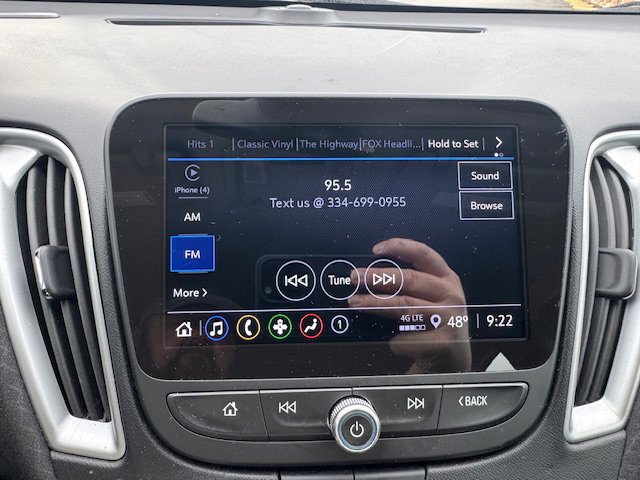 Hits 1 Classic Vinyl The Highway FOX Headli... Hold to Set
iPhone (4)
95.5
Sound
Text us @ 334-699-0955
AM
Browse
FM
Tune
More
4G LTE
1
48° 9:22
BACK